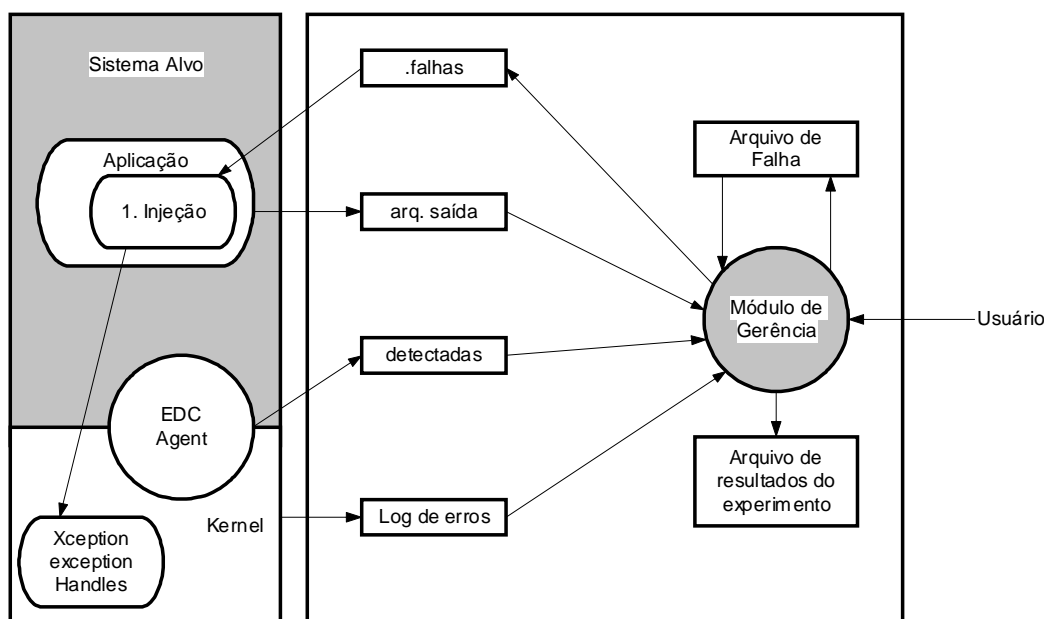 Sistema Alvo
Aplicação
1. Injeção
EDC
Agent
Kernel
Xception
exception
Handles
.falhas
arq. saída
detectadas
Log de erros
Arquivo de
Falha
Módulo de
Gerência
Usuário
Arquivo de
resultados do
experimento